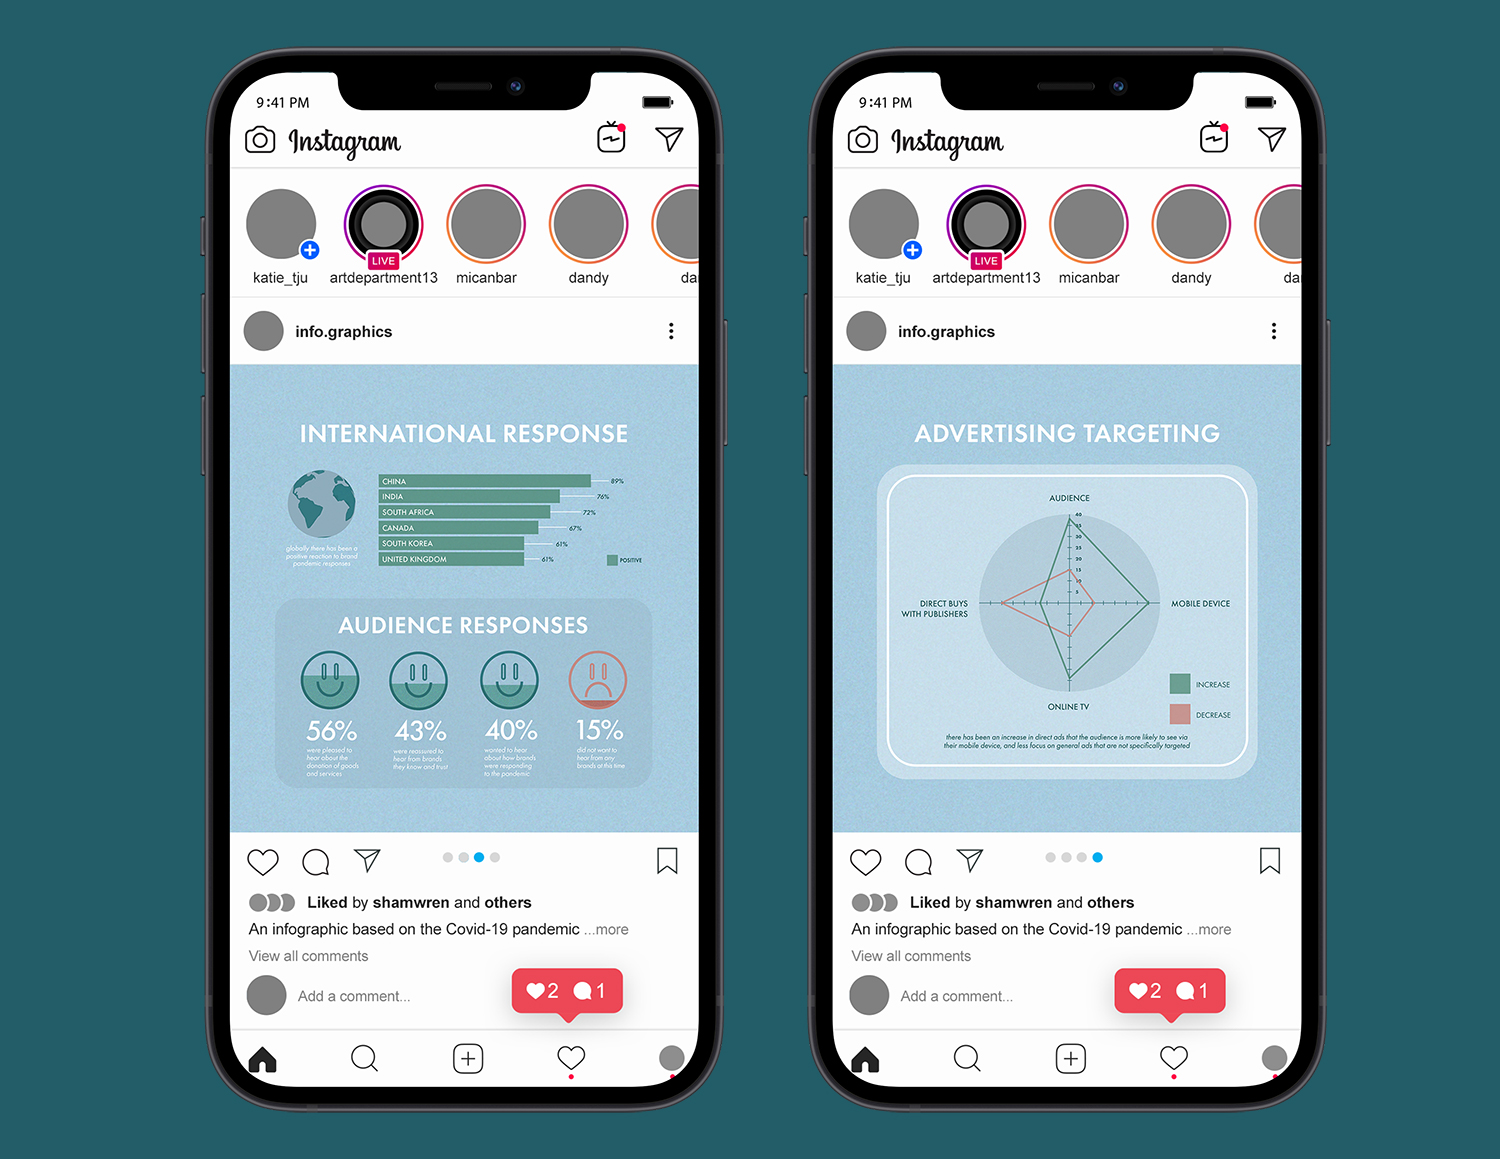 9:41 PM
Instagram
LIVE
katie_tju
artdepartment13
micanbar
dandy
da
info.graphics
INTERNATIONAL RESPONSE
CHINA 89%
INDIA 76%
SOUTH AFRICA 72%
CANADA 67%
SOUTH KOREA 61%
UNITED KINGDOM 61%
POSITIVE
globally there has been a
positive reaction to brand
pandemic responses
AUDIENCE RESPONSES
56%
were pleased to
hear about the
donation of goods
and services
43%
were reassured to
hear from brands
they know and trust
40%
wanted to hear
about how brands
were responding
to the pandemic
15%
did not want to
hear from any
brands at this time
Liked by shamwren and others
An infographic based on the Covid-19 pandemic ...more
View all comments
Add a comment...
2 1
9:41 PM
Instagram
LIVE
katie_tju
artdepartment13
micanbar
dandy
da
info.graphics
ADVERTISING TARGETING
AUDIENCE
40
35
30
25
20
15
10
5
DIRECT BUYS
WITH PUBLISHERS
MOBILE DEVICE
ONLINE TV
INCREASE
DECREASE
there has been an increase in direct ads that the audience is more likely to see via
their mobile device, and less focus on general ads that are not specifically targeted
Liked by shamwren and others
An infographic based on the Covid-19 pandemic ...more
View all comments
Add a comment...
2 1